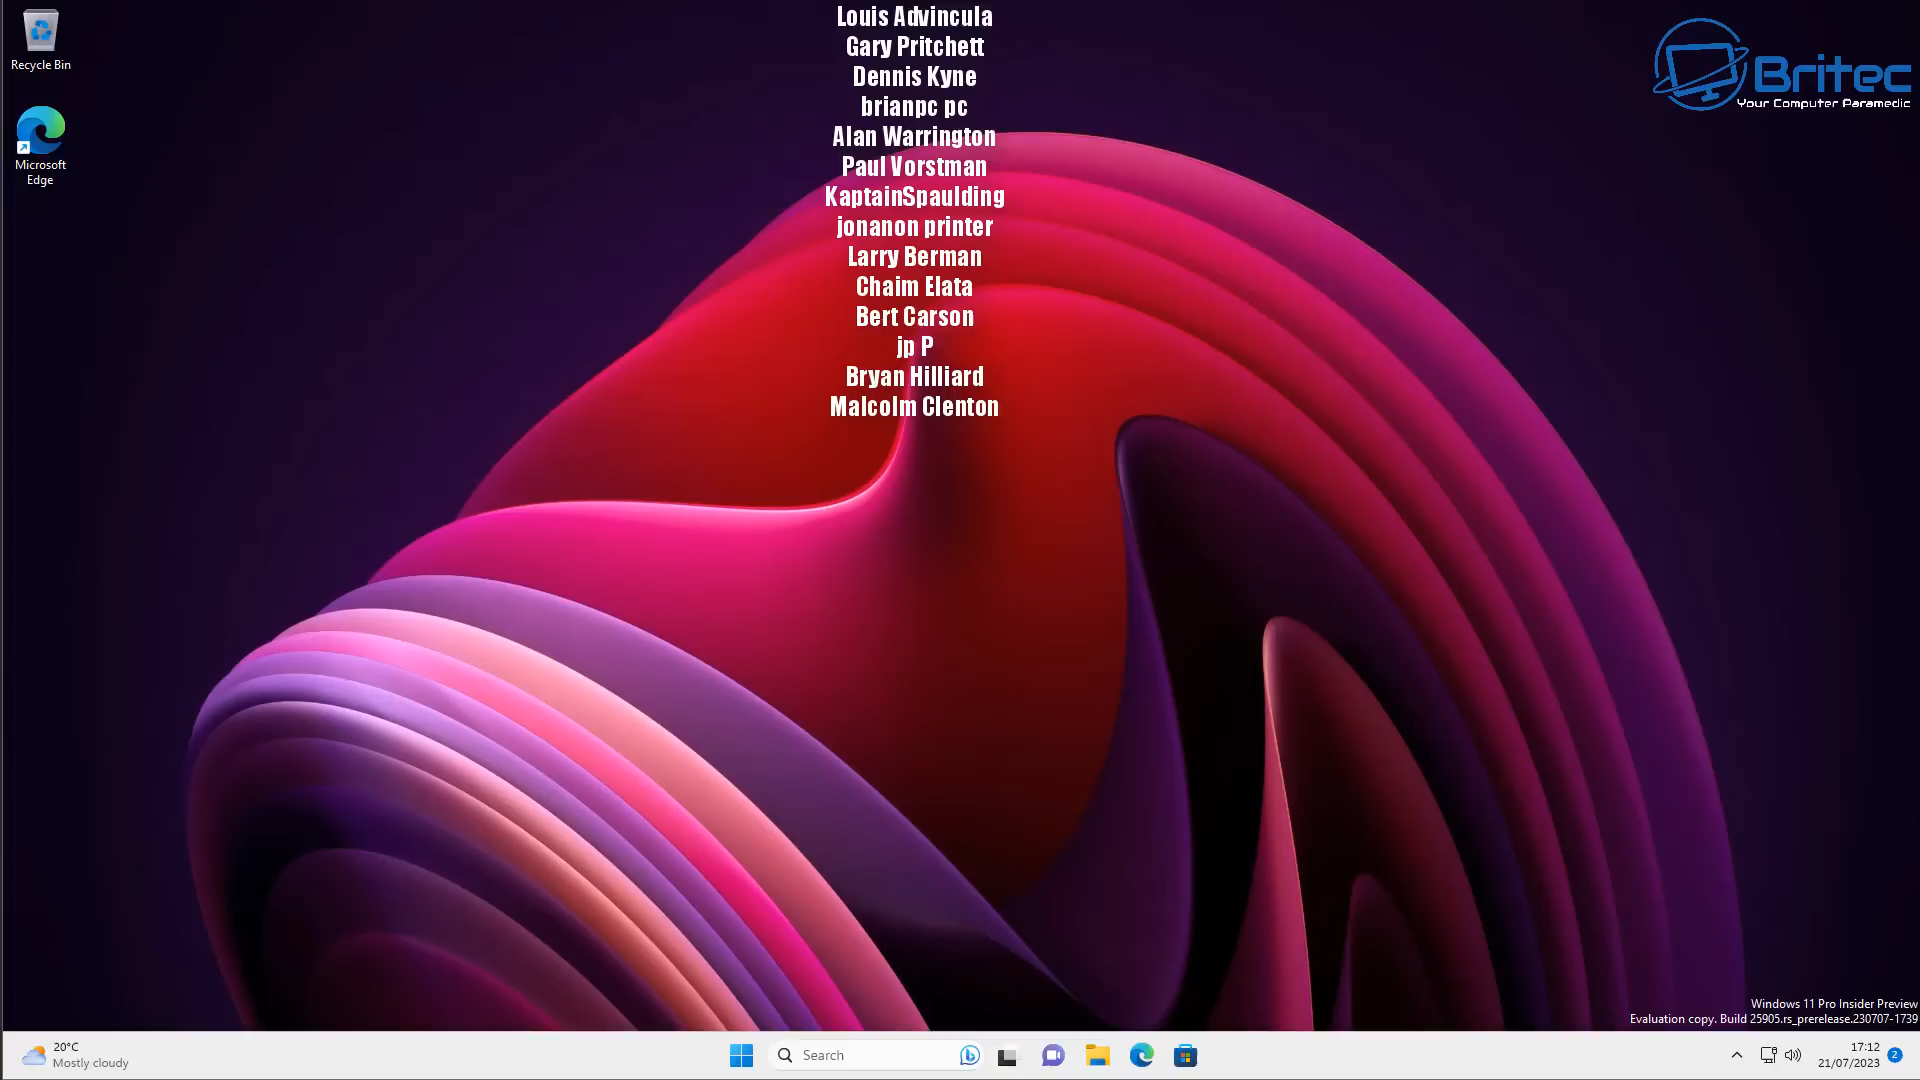 Louis Advincula
Gary Pritchett
Dennis Kyne
brianpc pc
Alan Warrington
Paul Vorstman
KaptainSpaulding
jonanon printer
Larry Berman
Chaim Elata
Bert Carson
jp P
Bryan Hilliard
Malcolm Clenton
Recycle Bin
Microsoft
Edge
Britec
Your Computer Paramedic
Windows 11 Pro Insider Preview
Evaluation copy. Build 25905.rs_prerelease.230707-1739
20°C
Mostly cloudy
Search
17:12
21/07/2023
2